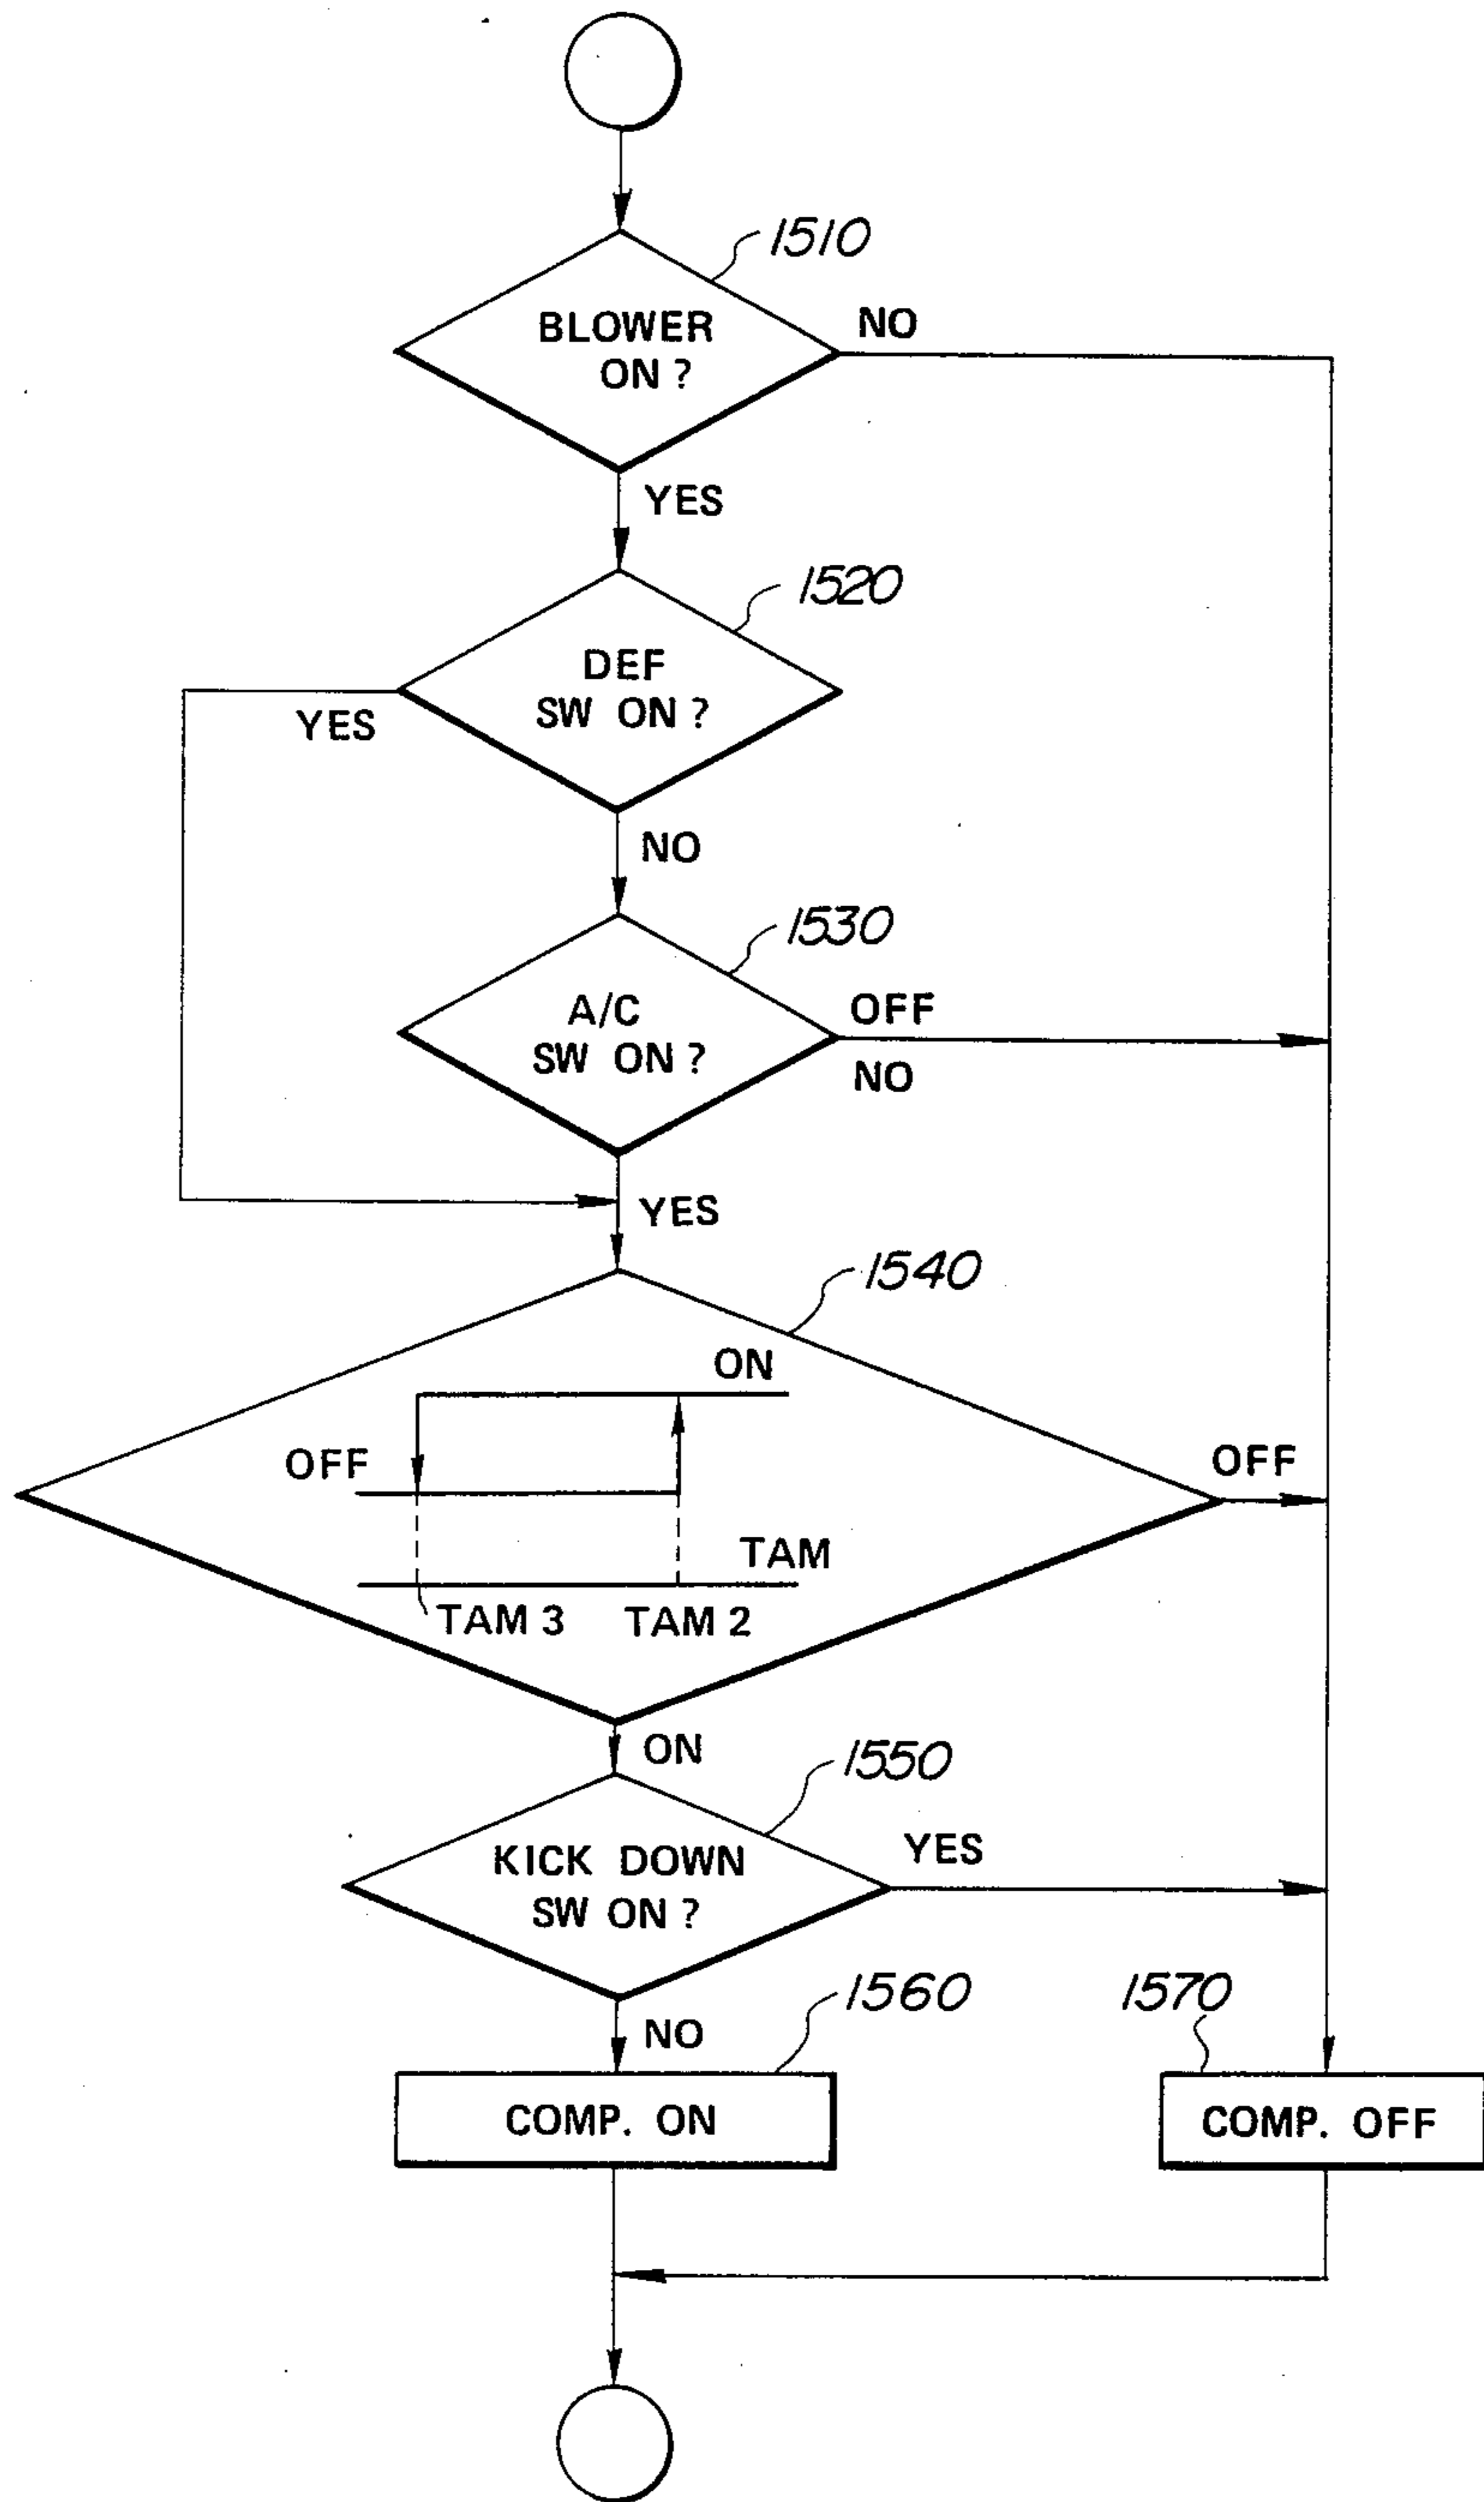 1510
BLOWER
ON ?
NO
YES
1520
DEF
SW ON ?
YES
NO
1530
A/C
SW ON ?
OFF
NO
YES
1540
ON
OFF
OFF
TAM
TAM 3
TAM 2
ON
1550
KICK DOWN
SW ON ?
YES
1560
1570
NO
COMP. ON
COMP. OFF